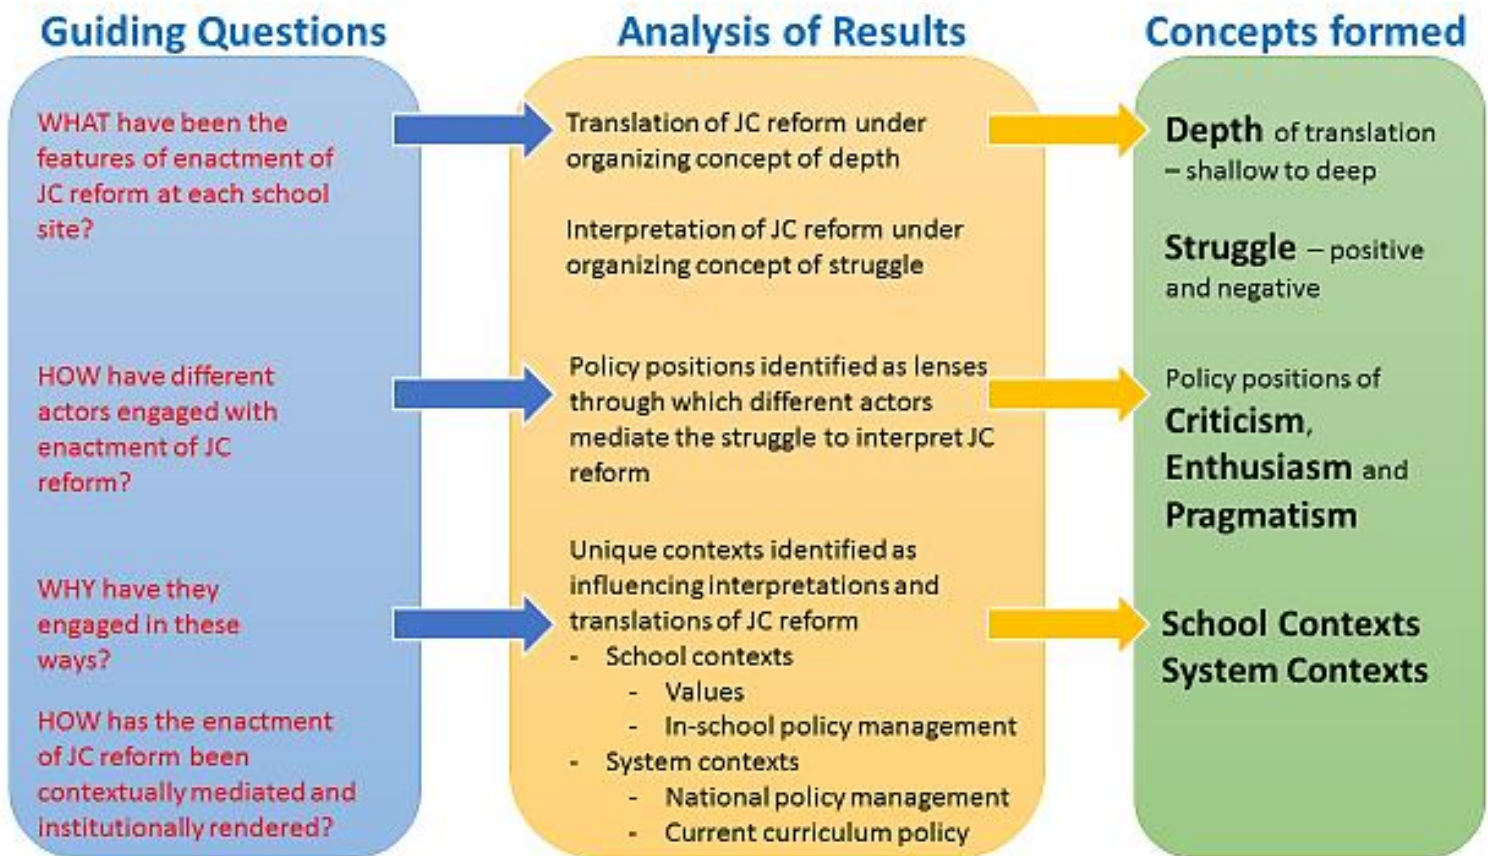 Guiding Questions
WHAT have been the
features of enactment of
JC reform at each school
site?
HOW have different
actors engaged with
enactment of JC
reform?
WHY have they
engaged in these
ways?
HOW has the enactment
of JC reform been
contextually mediated and
institutionally rendered?
Analysis of Results
Translation of JC reform under
organizing concept of depth
Interpretation of JC reform under
organizing concept of struggle
Policy positions identified as lenses
through which different actors
mediate the struggle to interpret JC
reform
Unique contexts identified as
influencing interpretations and
translations of JC reform
- School contexts
- Values
- In-school policy management
- System contexts
- National policy management
- Current curriculum policy
Concepts formed
Depth of translation
– shallow to deep
Struggle – positive
and negative
Policy positions of
Criticism,
Enthusiasm and
Pragmatism
School Contexts
System Contexts